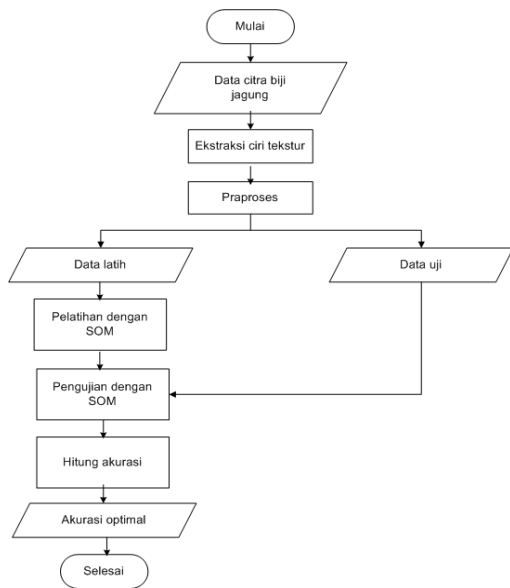 Mulai
Data citra biji
jagung
Ekstraksi ciri tekstur
Praproses
Data latih
Data uji
Pelatihan dengan
SOM
Pengujian dengan
SOM
Hitung akurasi
Akurasi optimal
Selesai